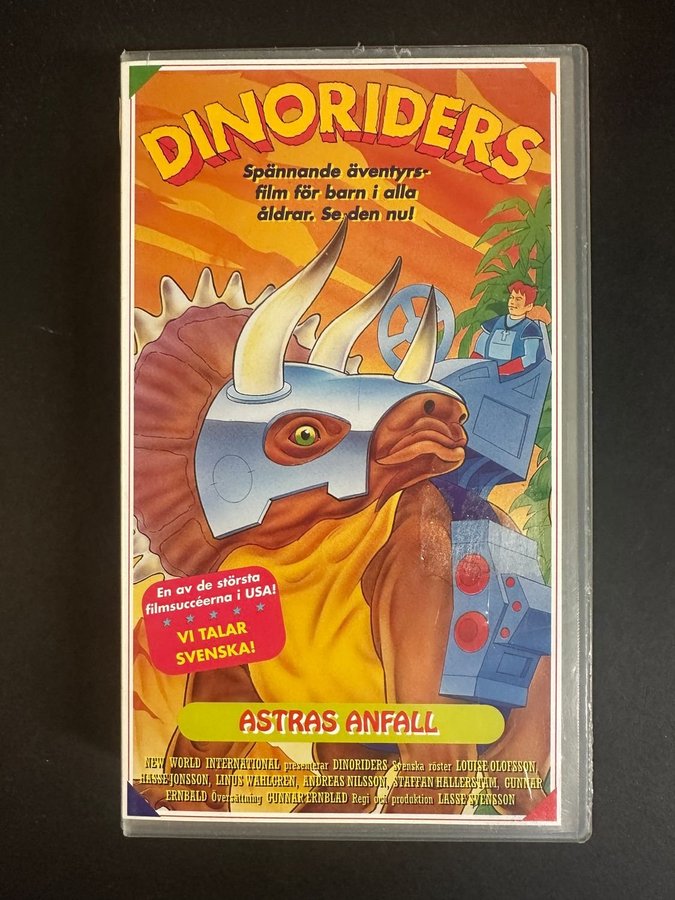 DINORIDERS
Spännande äventyrs-
film för barn i alla
åldrar. Se den nu!
En av de största
filmsuccéerna i USA!
VI TALAR
SVENSKA!
ASTRAS ANFALL
NEW WORLD INTERNATIONAL presenterar DINORIDERS Svenska röster LOUISE OLOFSSON,
HASSE JONSSON, LINUS WAHLGREN, ANDREAS NILSSON, STAFFAN HALLERSTAM, GUNNAR
ERNBALD Översättning GUNNAR ERNBLAD Regi och produktion LASSE SVENSSON